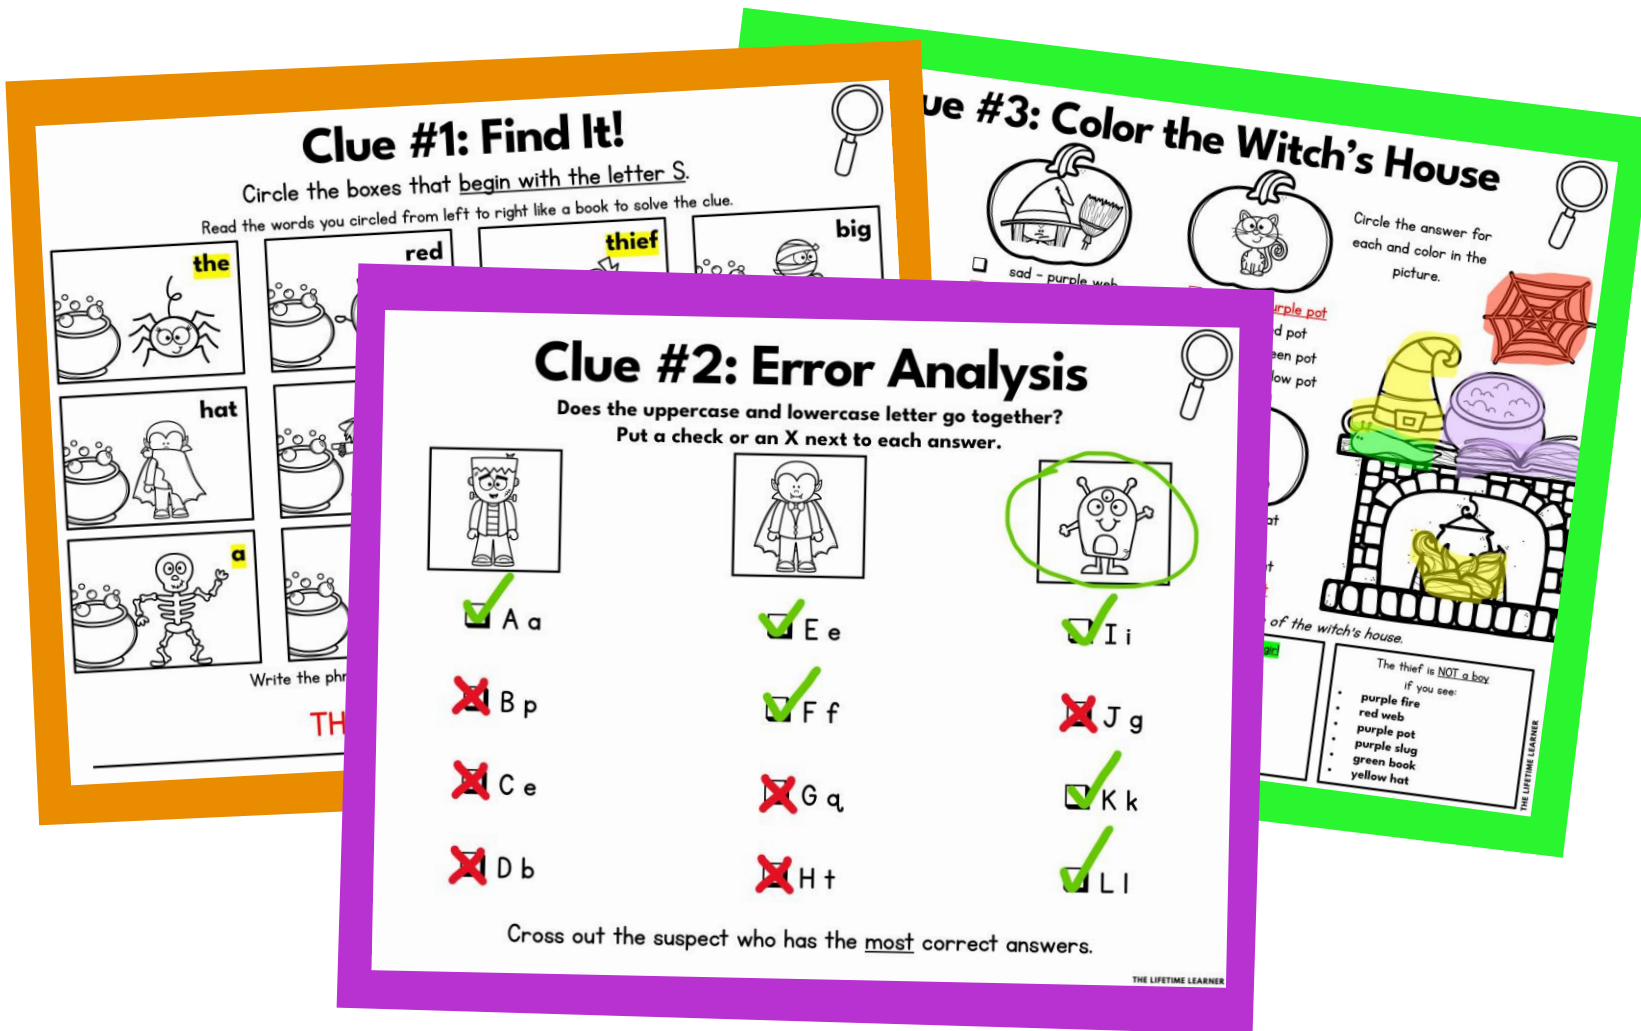 Clue #1: Find It!
Circle the boxes that begin with the letter S.
Read the words you circled from left to right like a book to solve the clue.
the
red
thief
big
hat
a
Write the
TH
Clue #2: Error Analysis
Does the uppercase and lowercase letter go together?
Put a check or an X next to each answer.
A a
E e
I i
B p
F f
J g
C e
G q
K k
D b
H t
L l
Cross out the suspect who has the most correct answers.
THE LIFETIME LEARNER
#3: Color the Witch's House
Circle the answer for
each and color in the
picture.
sad - purple web
purple pot
pot
pot
pot
of the witch's house.
girl
The thief is NOT a boy
if you see:
• purple fire
• red web
• purple pot
• purple slug
• green book
• yellow hat
THE LIFETIME LEARNER